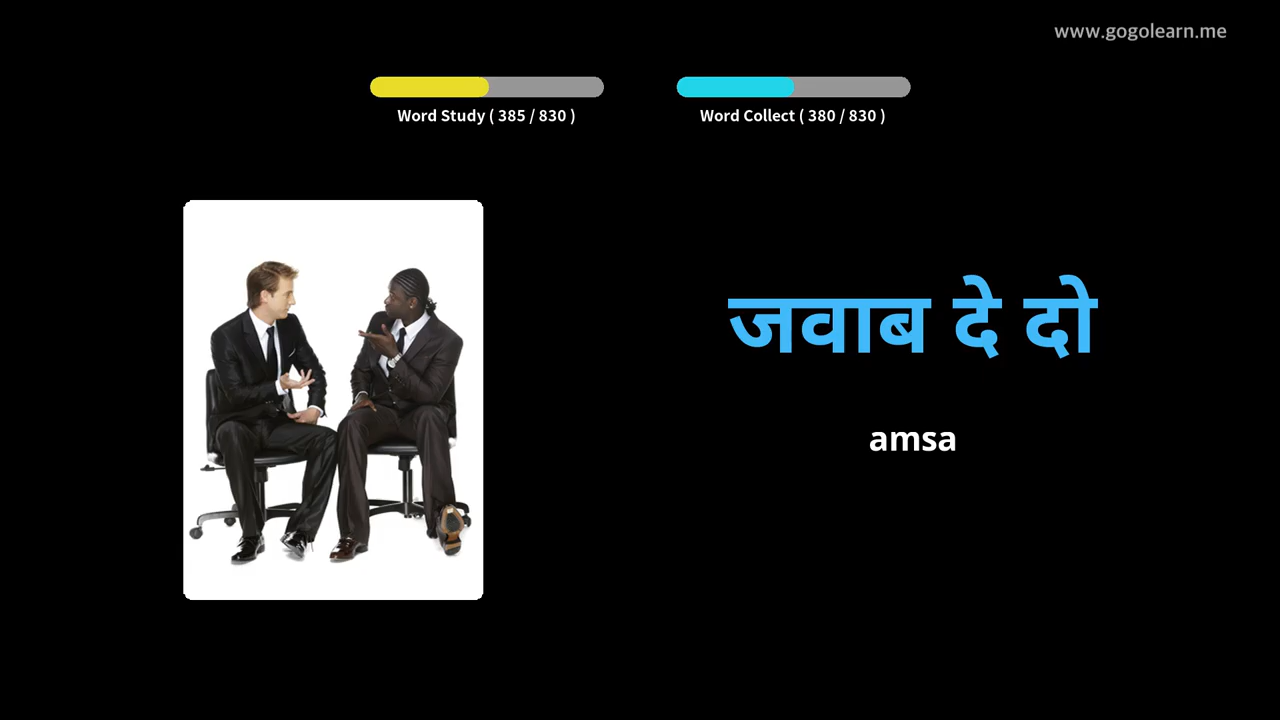 www.gogolearn.me
Word Study ( 385 / 830 )
Word Collect ( 380 / 830 )
जवाब दे दो
amsa